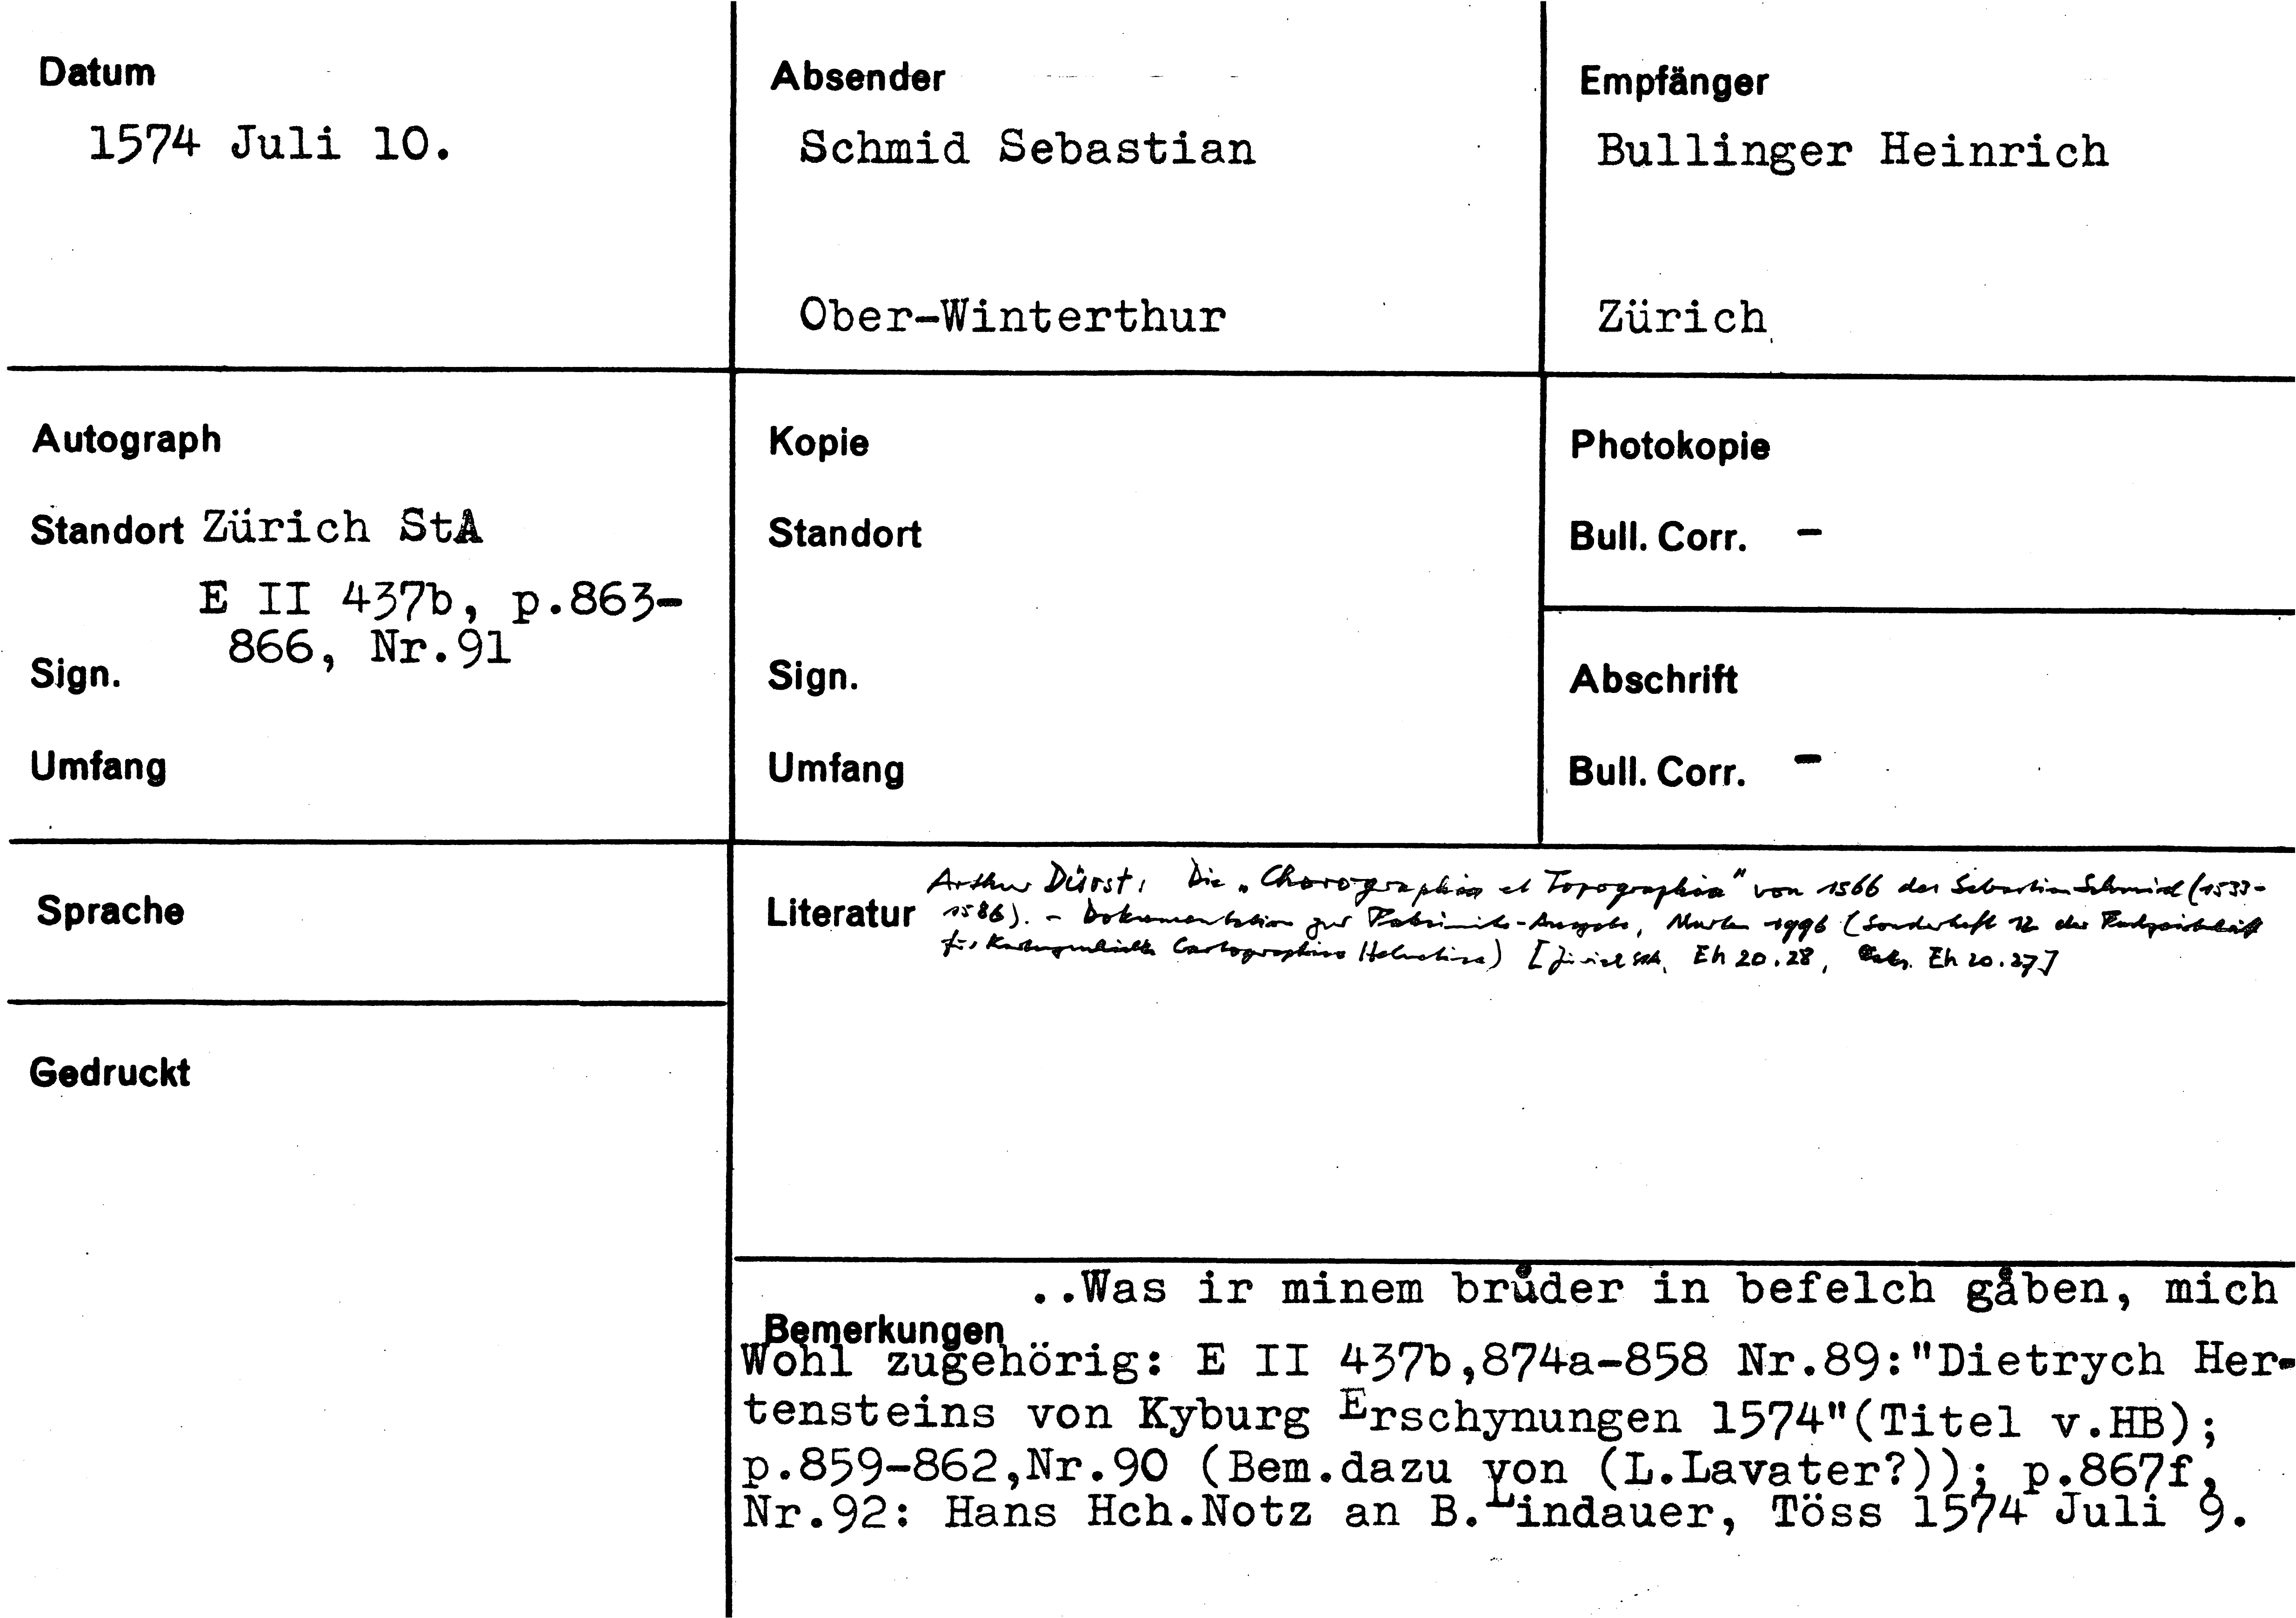 Datum
1574 Juli 10.
Absender
Schmid Sebastian
Ober-Winterthur
Empfänger
Bullinger Heinrich
Zürich
Autograph
Standort Zürich StA
E II 437b, p.863-
866, Nr.91
Sign.
Umfang
Kopie
Standort
Sign.
Umfang
Photokopie
Bull. Corr. -
Abschrift
Bull. Corr. -
Sprache
Gedruckt
Literatur
Arthur Dürst: Die „Chorographia et Topographia" von 1566 des Sebastian Schmid (1533-
1586). - Dokumentation zur Faksimile-Ausgabe, Murten 1996 (Sonderheft 12 der Fachzeitschrift
für Kartengeschichte Cartographica Helvetica) [Zürich StA, Eh 20.28, Eh 20.27]
..Was ir minem brůder in befelch gåben, mich
Bemerkungen
Wohl zugehörig: E II 437b,874a-858 Nr.89:"Dietrych Her-
tensteins von Kyburg Erschynungen 1574"(Titel v.HB);
p.859-862,Nr.90 (Bem.dazu von (L.Lavater?)); p.867f,
Nr.92: Hans Hch.Notz an B.Lindauer, Töss 1574 Juli 9.